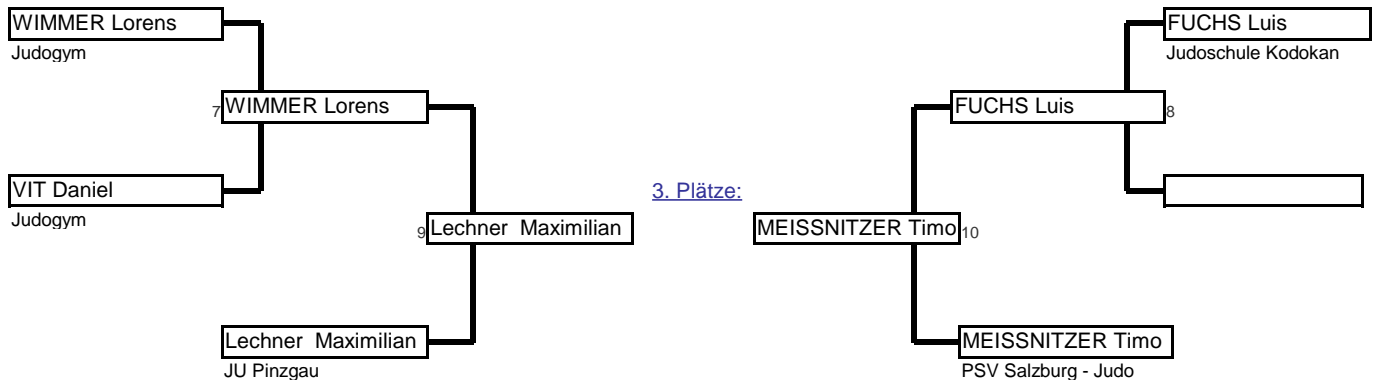 WIMMER Lorens
Judogym
7 WIMMER Lorens
VIT Daniel
Judogym
9 Lechner  Maximilian
Lechner  Maximilian
JU Pinzgau
3. Plätze:
FUCHS Luis
Judoschule Kodokan
FUCHS Luis 8
MEISSNITZER Timo 10
MEISSNITZER Timo
PSV Salzburg - Judo